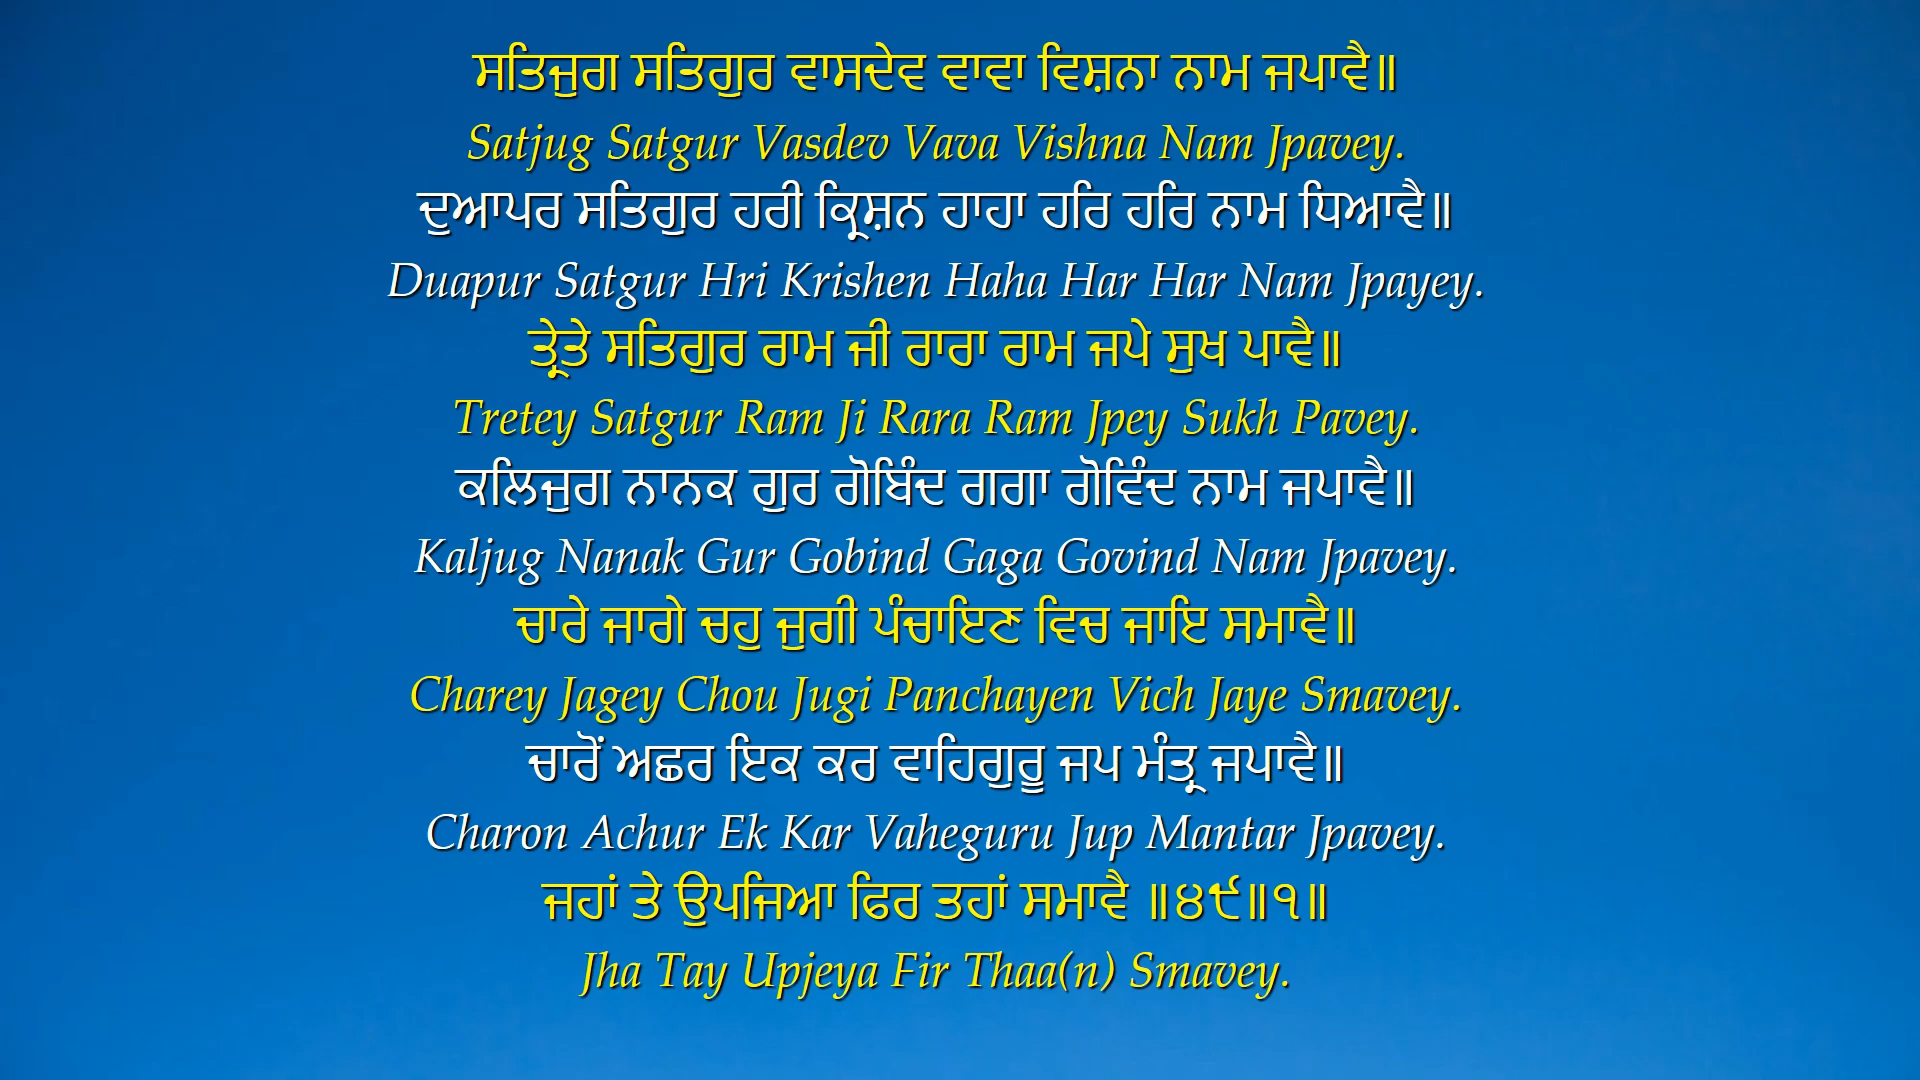 ਸਤਿਜੁਗ ਸਤਿਗੁਰ ਵਾਸਦੇਵ ਵਾਵਾ ਵਿਸ਼ਨਾ ਨਾਮ ਜਪਾਵੈ॥
Satjug Satgur Vasdev Vava Vishna Nam Jpavey.
ਦੁਆਪਰ ਸਤਿਗੁਰ ਹਰੀ ਕ੍ਰਿਸ਼ਨ ਹਾਹਾ ਹਰਿ ਹਰਿ ਨਾਮ ਧਿਆਵੈ॥
Duapur Satgur Hri Krishen Haha Har Har Nam Jpayey.
ਤ੍ਰੇਤੇ ਸਤਿਗੁਰ ਰਾਮ ਜੀ ਰਾਰਾ ਰਾਮ ਜਪੇ ਸੁਖ ਪਾਵੈ॥
Tretey Satgur Ram Ji Rara Ram Jpey Sukh Pavey.
ਕਲਿਜੁਗ ਨਾਨਕ ਗੁਰ ਗੋਬਿੰਦ ਗਗਾ ਗੋਵਿੰਦ ਨਾਮ ਜਪਾਵੈ॥
Kaljug Nanak Gur Gobind Gaga Govind Nam Jpavey.
ਚਾਰੇ ਜਾਗੇ ਚਹੁ ਜੁਗੀ ਪੰਚਾਇਣ ਵਿਚ ਜਾਇ ਸਮਾਵੈ॥
Charey Jagey Chou Jugi Panchayen Vich Jaye Smavey.
ਚਾਰੋਂ ਅਛਰ ਇਕ ਕਰ ਵਾਹਿਗੁਰੂ ਜਪ ਮੰਤ੍ਰ ਜਪਾਵੈ॥
Charon Achur Ek Kar Vaheguru Jup Mantar Jpavey.
ਜਹਾਂ ਤੇ ਉਪਜਿਆ ਫਿਰ ਤਹਾਂ ਸਮਾਵੈ ॥੪੯॥੧॥
Jha Tay Upjeya Fir Thaa(n) Smavey.